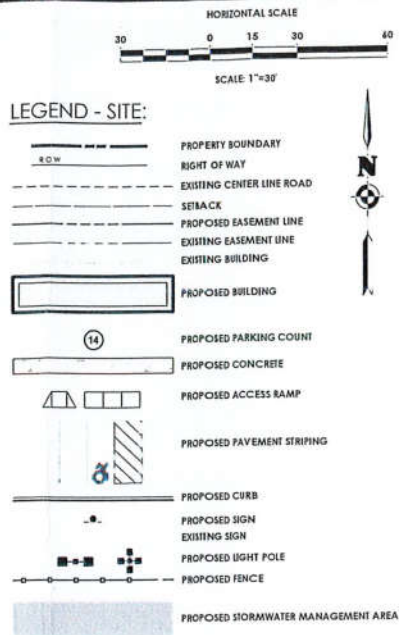 HORIZONTAL SCALE
30 0 15 30 60
SCALE: 1"=30'
LEGEND - SITE:
PROPERTY BOUNDARY
ROW
RIGHT OF WAY
EXISTING CENTER LINE ROAD
SETBACK
PROPOSED EASEMENT LINE
EXISTING EASEMENT LINE
EXISTING BUILDING
N
PROPOSED BUILDING
14
PROPOSED PARKING COUNT
PROPOSED CONCRETE
PROPOSED ACCESS RAMP
PROPOSED PAVEMENT STRIPING
PROPOSED CURB
PROPOSED SIGN
EXISTING SIGN
PROPOSED LIGHT POLE
PROPOSED FENCE
PROPOSED STORMWATER MANAGEMENT AREA